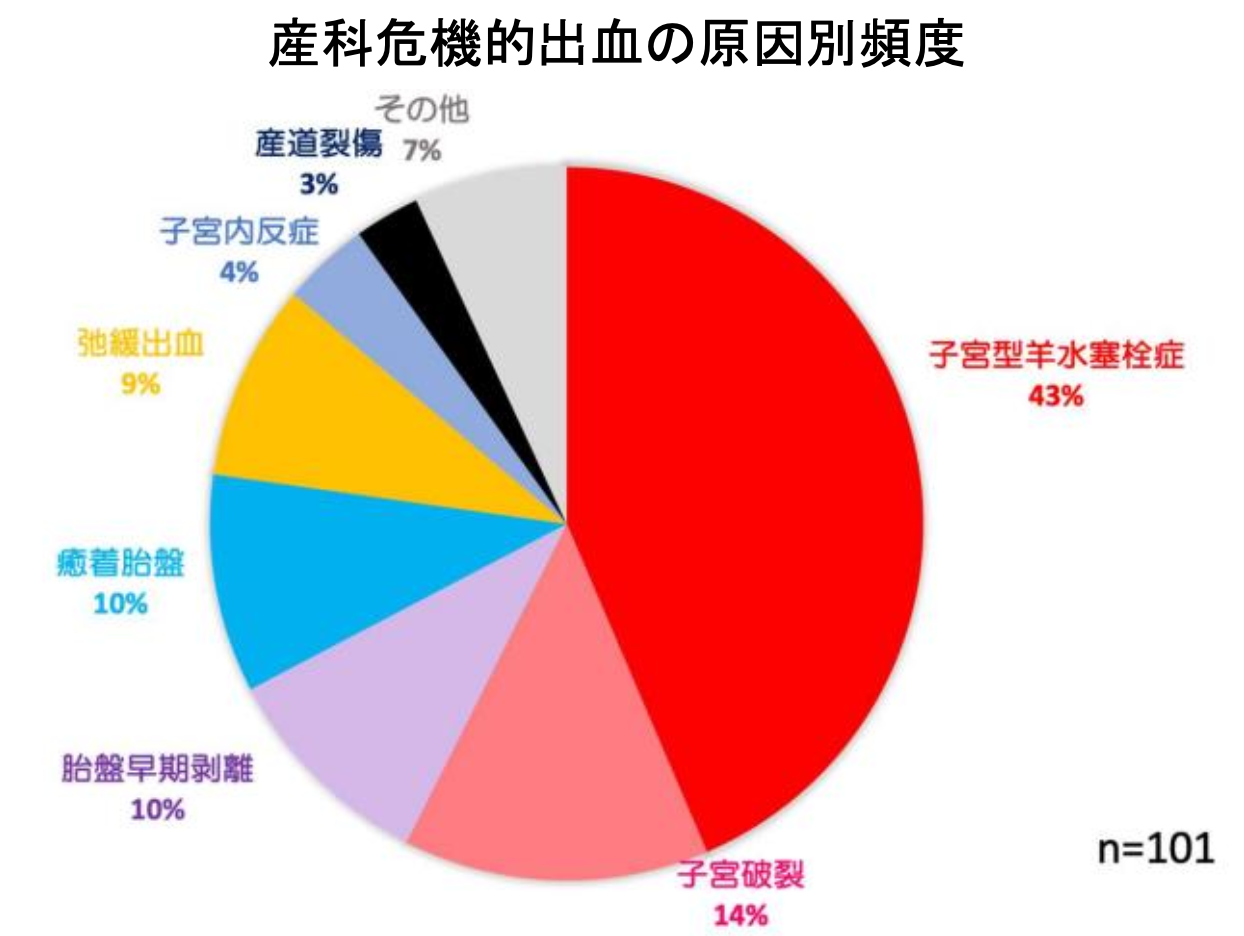 産科危機的出血の原因別頻度
その他
7%
産道裂傷
3%
子宮内反症
4%
弛緩出血
9%
子宮型羊水塞栓症
43%
癒着胎盤
10%
胎盤早期剥離
10%
n=101
子宮破裂
14%